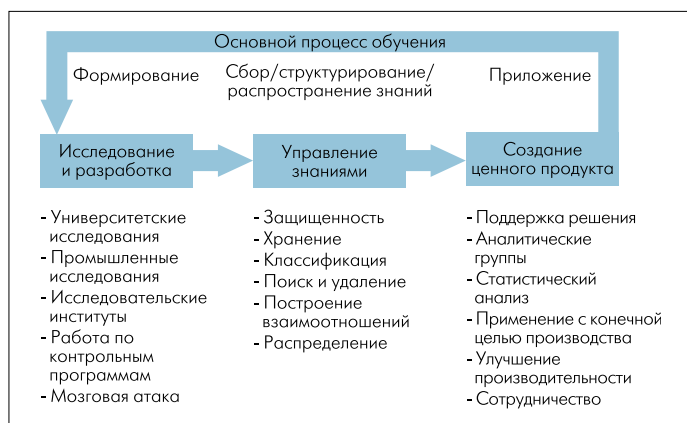 Основной процесс обучения
Формирование
Сбор/структурирование/
распространение знаний
Приложение
Исследование
и разработка
Управление
знаниями
Создание
ценного продукта
- Университетские
исследования
- Промышленные
исследования
- Исследовательские
институты
- Работа по
контрольным
программам
- Мозговая атака
- Защищенность
- Хранение
- Классификация
- Поиск и удаление
- Построение
взаимоотношений
- Распределение
- Поддержка решения
- Аналитические
группы
- Статистический
анализ
- Применение с конечной
целью производства
- Улучшение
производительности
- Сотрудничество